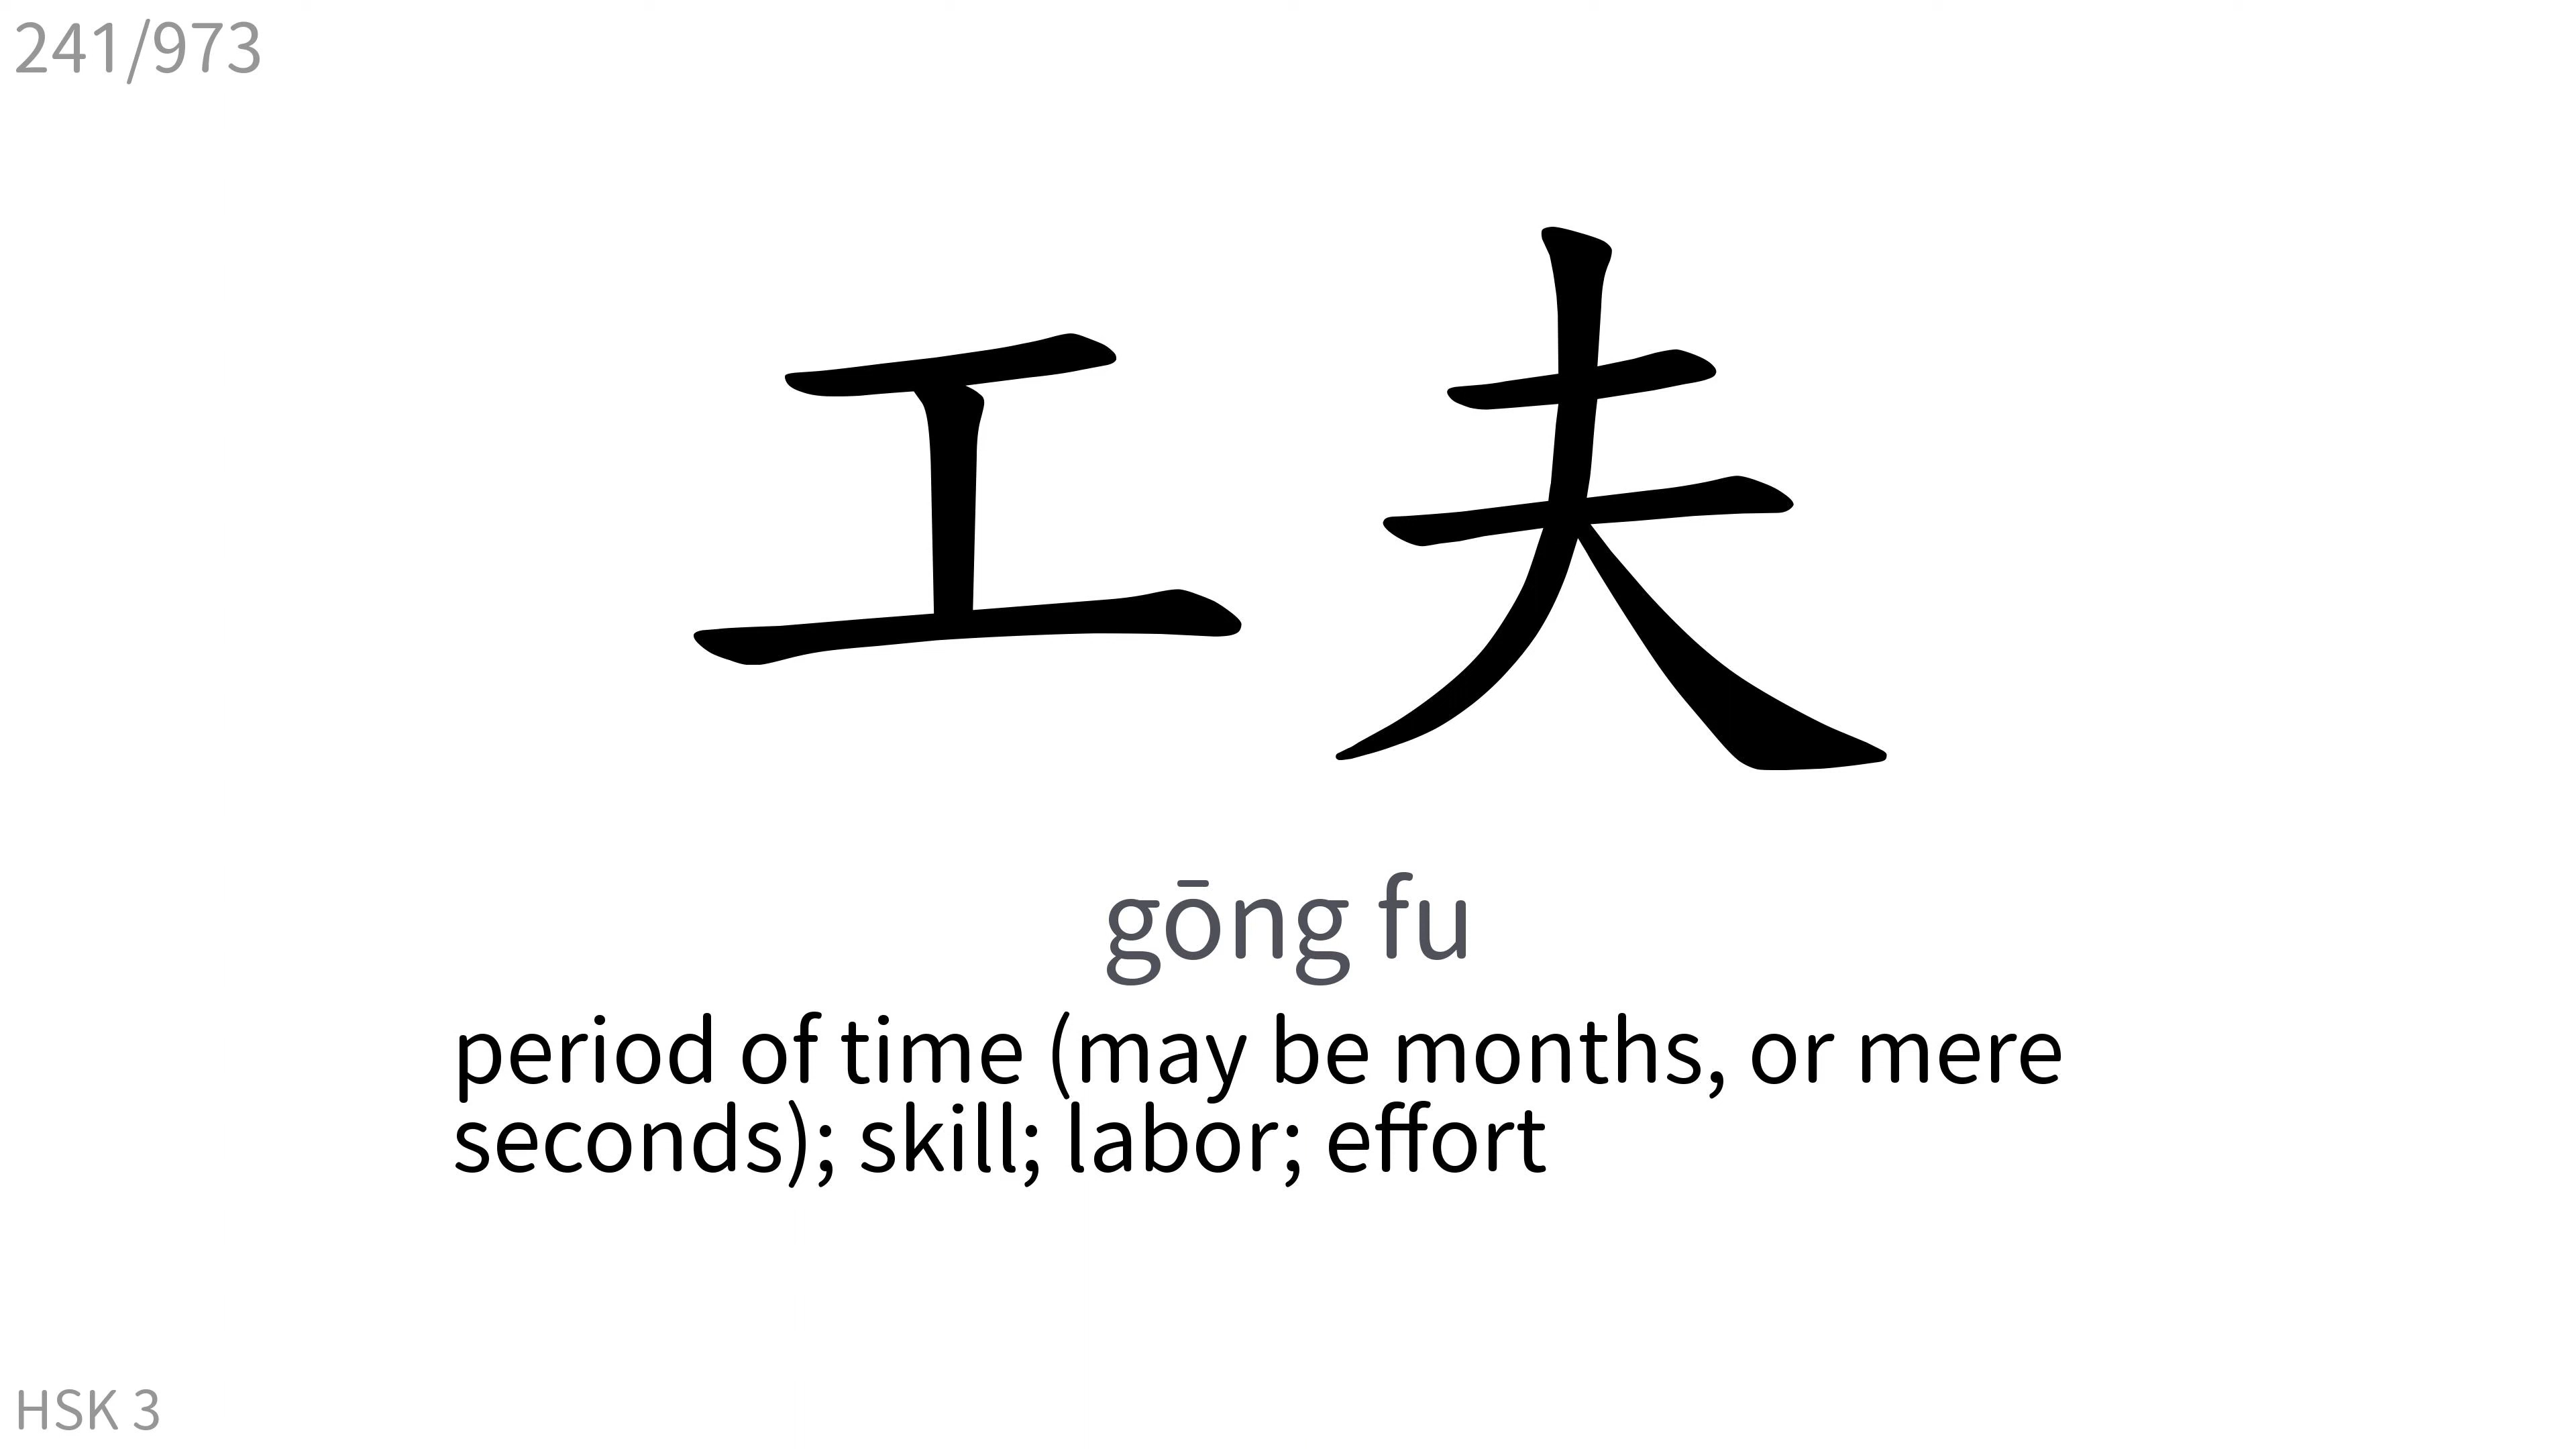 241/973
工夫
gōng fu
period of time (may be months, or mere
seconds); skill; labor; effort
HSK 3